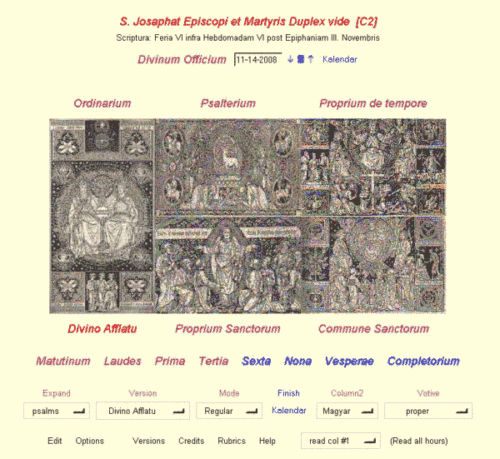 S. Josaphat Episcopi et Martyris Duplex vide [C2]
Scriptura: Feria VI infra Hebdomadam VI post Epiphaniam III. Novembris
Divinum Officium 11-14-2008 ↓ ↑ Kalendar
Ordinarium Psalterium Proprium de tempore
Divino Afflatu Proprium Sanctorum Commune Sanctorum
Matutinum Laudes Prima Tertia Sexta Nona Vesperae Completorium
Expand Version Mode Finish Column2 Votive
psalms Divino Afflatu Regular Kalendar Magyar proper
Edit Options Versions Credits Rubrics Help read col #1 (Read all hours)